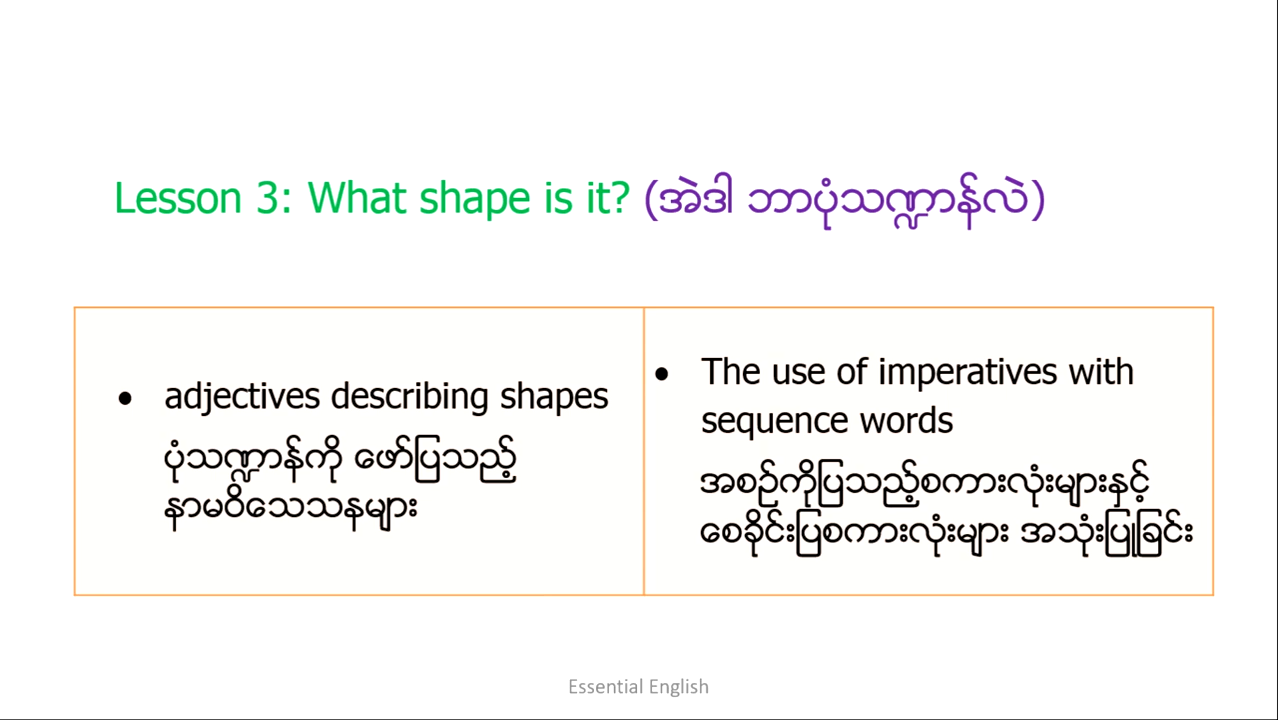 Lesson 3: What shape is it? (အဲဒါ ဘာပုံသဏ္ဌာန်လဲ)
• adjectives describing shapes
ပုံသဏ္ဌာန်ကို ဖော်ပြသည့်
နာမဝိသေသနများ
• The use of imperatives with
sequence words
အစဉ်ကိုပြသည့်စကားလုံးများနှင့်
စေခိုင်းပြစကားလုံးများ အသုံးပြုခြင်း
Essential English